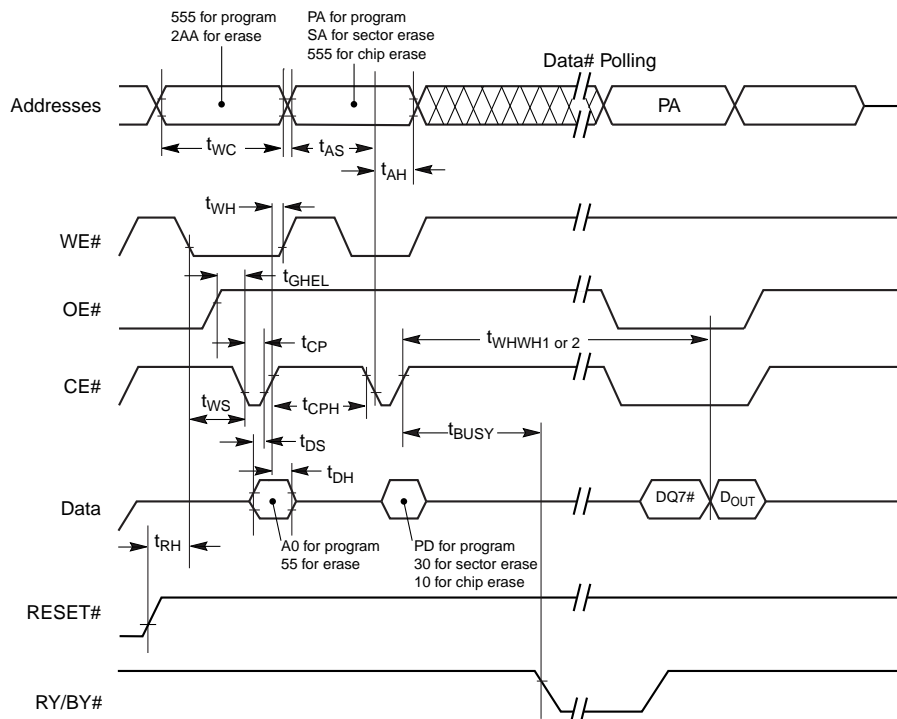 555 for program
2AA for erase
PA for program
SA for sector erase
555 for chip erase
Data# Polling
Addresses
PA
tWC
tAS
tAH
tWH
WE#
tGHEL
OE#
tWHWH1 or 2
tCP
CE#
tWS
tCPH
tBUSY
tDS
tDH
Data
DQ7#
DOUT
tRH
A0 for program
55 for erase
PD for program
30 for sector erase
10 for chip erase
RESET#
RY/BY#